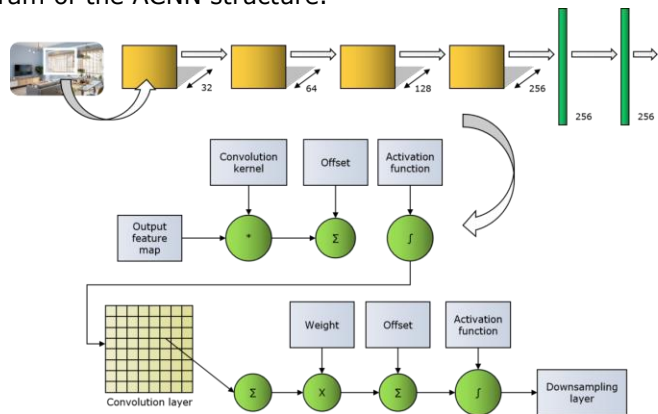 ram of the ACNN structure.
32
64
128
256
256
256
Convolution
kernel
Offset
Activation
function
Output
feature
map
*
Σ
∫
Weight
Offset
Activation
function
Convolution layer
Σ
X
Σ
∫
Downsampling
layer